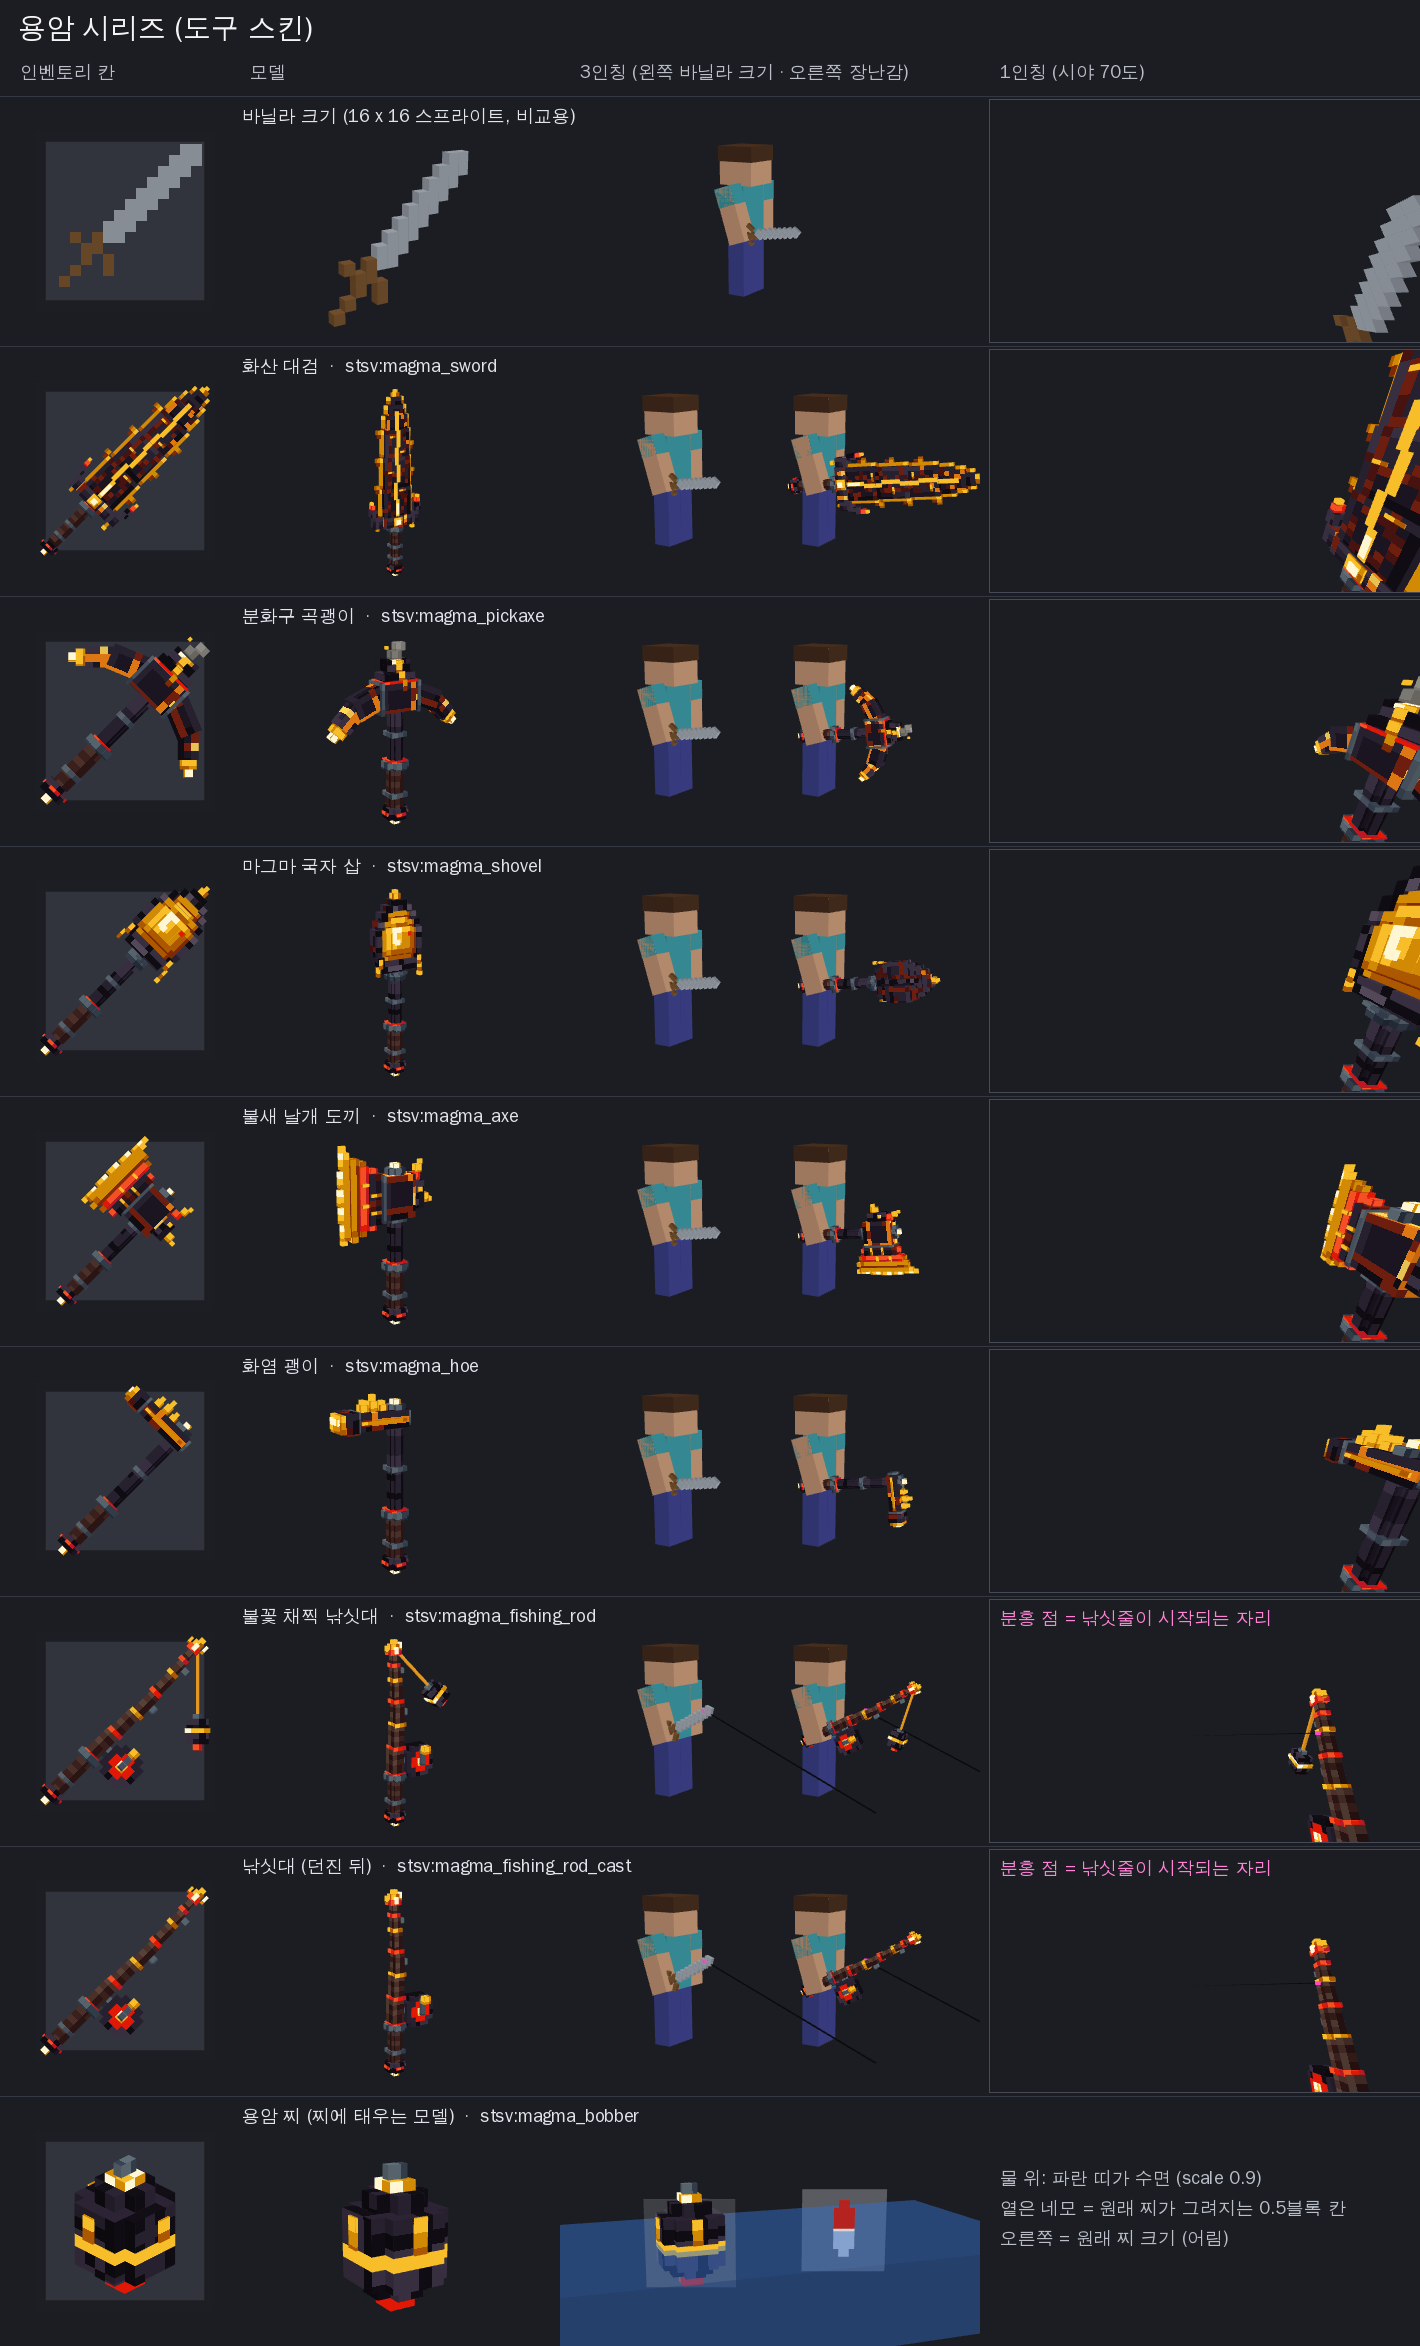 용암 시리즈 (도구 스킨)
인벤토리 칸
모델
3인칭 (왼쪽 바닐라 크기 · 오른쪽 장난감)
1인칭 (시야 70도)
바닐라 크기 (16 x 16 스프라이트, 비교용)
화산 대검 · stsv:magma_sword
분화구 곡괭이 · stsv:magma_pickaxe
마그마 국자 삽 · stsv:magma_shovel
불새 날개 도끼 · stsv:magma_axe
화염 괭이 · stsv:magma_hoe
불꽃 채찍 낚싯대 · stsv:magma_fishing_rod
분홍 점 = 낚싯줄이 시작되는 자리
낚싯대 (던진 뒤) · stsv:magma_fishing_rod_cast
분홍 점 = 낚싯줄이 시작되는 자리
용암 찌 (찌에 태우는 모델) · stsv:magma_bobber
물 위: 파란 띠가 수면 (scale 0.9)
옅은 네모 = 원래 찌가 그려지는 0.5블록 칸
오른쪽 = 원래 찌 크기 (어림)